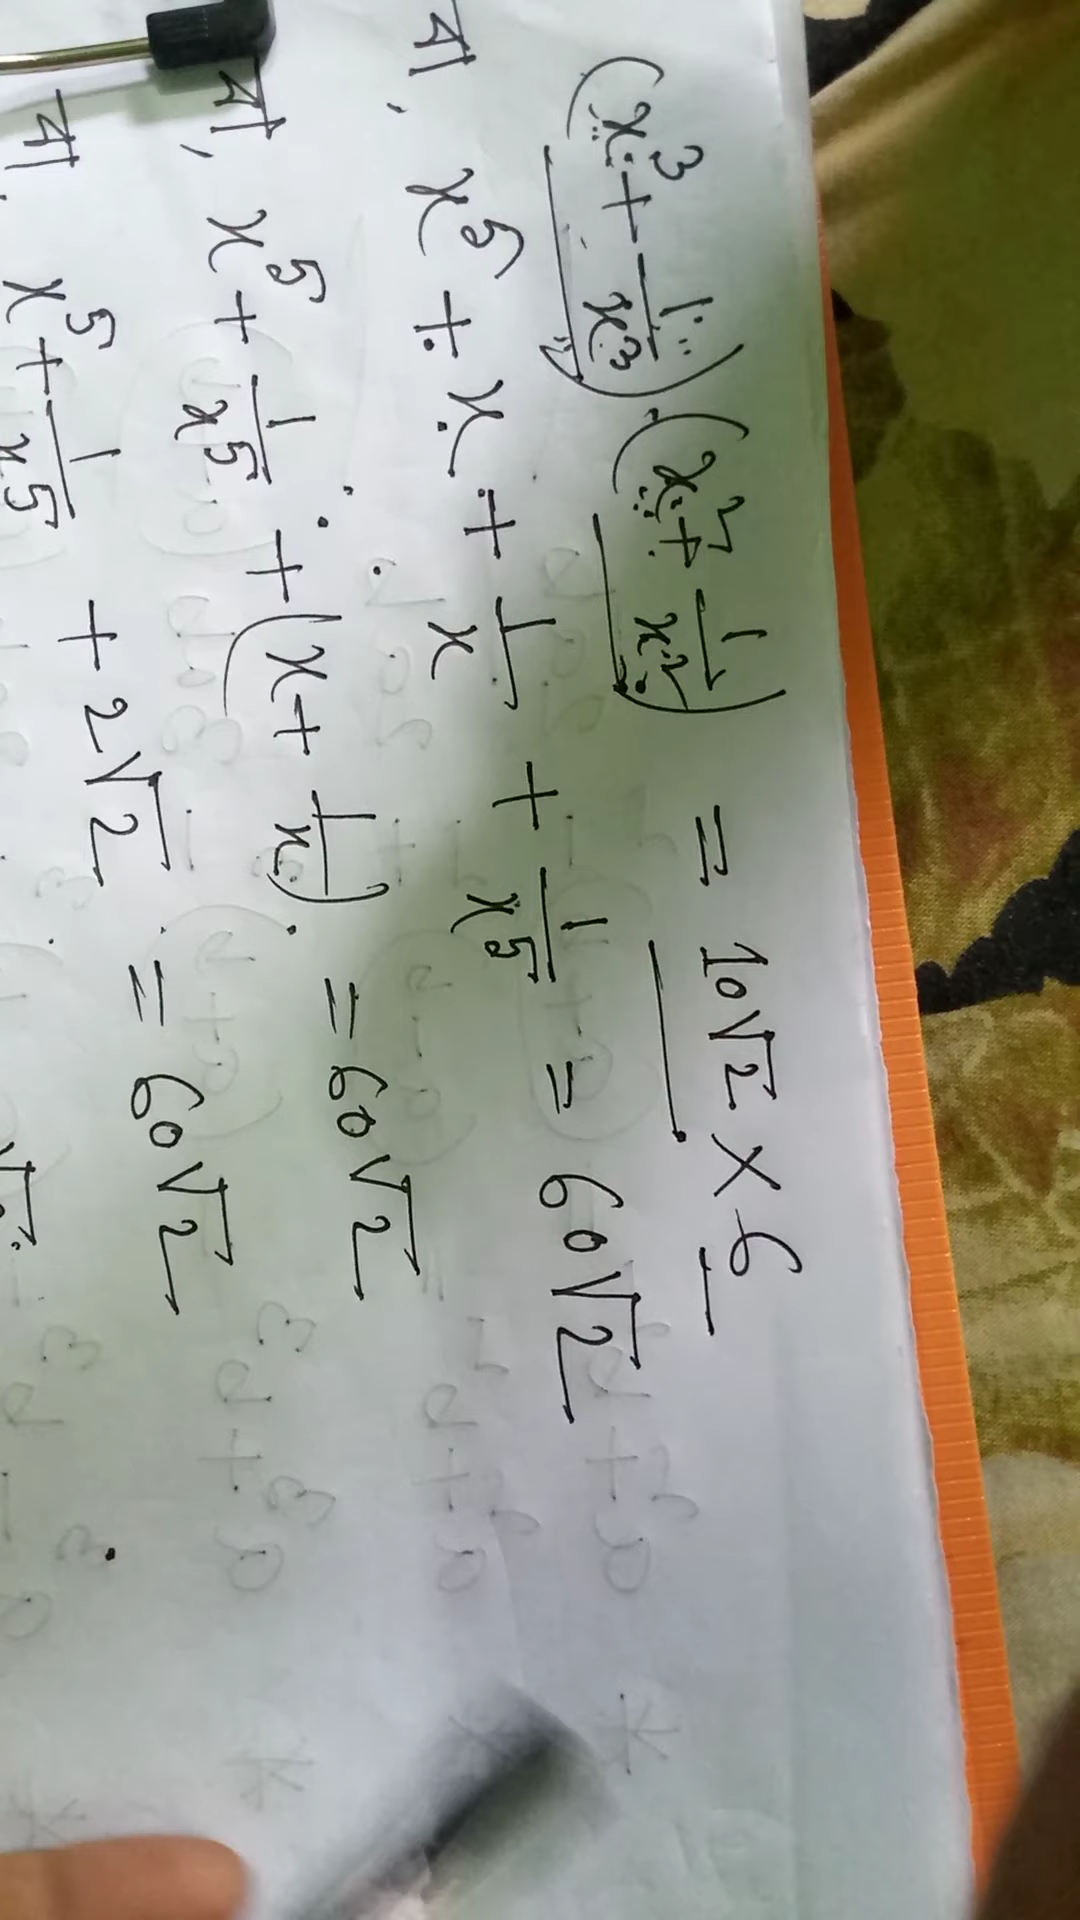 (x³ + 1/x³) (x² + 1/x²) = 10√2 × 6
বা, x⁵ + x + 1/x + 1/x⁵ = 60√2
বা, x⁵ + 1/x⁵ + (x + 1/x) = 60√2
বা, x⁵ + 1/x⁵ + 2√2 = 60√2